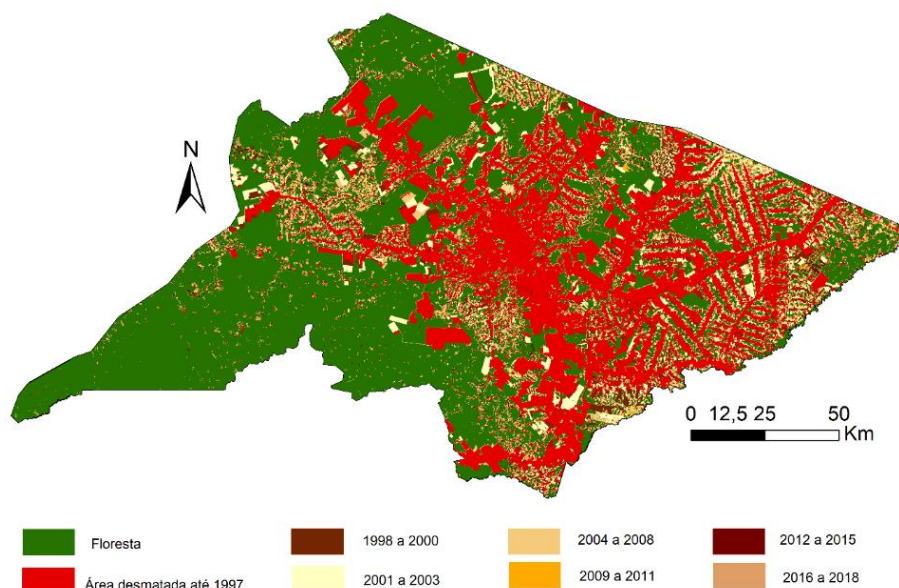 N
0 12,5 25 50
Km
Floresta
1998 a 2000
2004 a 2008
2012 a 2015
Área desmatada até 1997
2001 a 2003
2009 a 2011
2016 a 2018